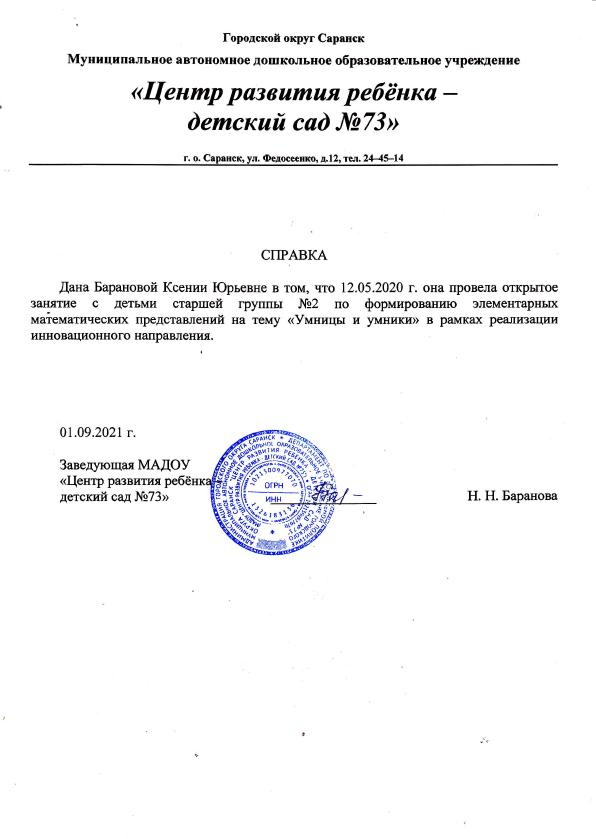 Городской округ Саранск
Муниципальное автономное дошкольное образовательное учреждение
«Центр развития ребёнка –
детский сад №73»
г. о. Саранск, ул. Федосеенко, д.12, тел. 24–45–14
СПРАВКА
Дана Барановой Ксении Юрьевне в том, что 12.05.2020 г. она провела открытое
занятие с детьми старшей группы №2 по формированию элементарных
математических представлений на тему «Умницы и умники» в рамках реализации
инновационного направления.
01.09.2021 г.
Заведующая МАДОУ
«Центр развития ребёнка
детский сад №73»
Н. Н. Баранова
ОГРН
ИНН